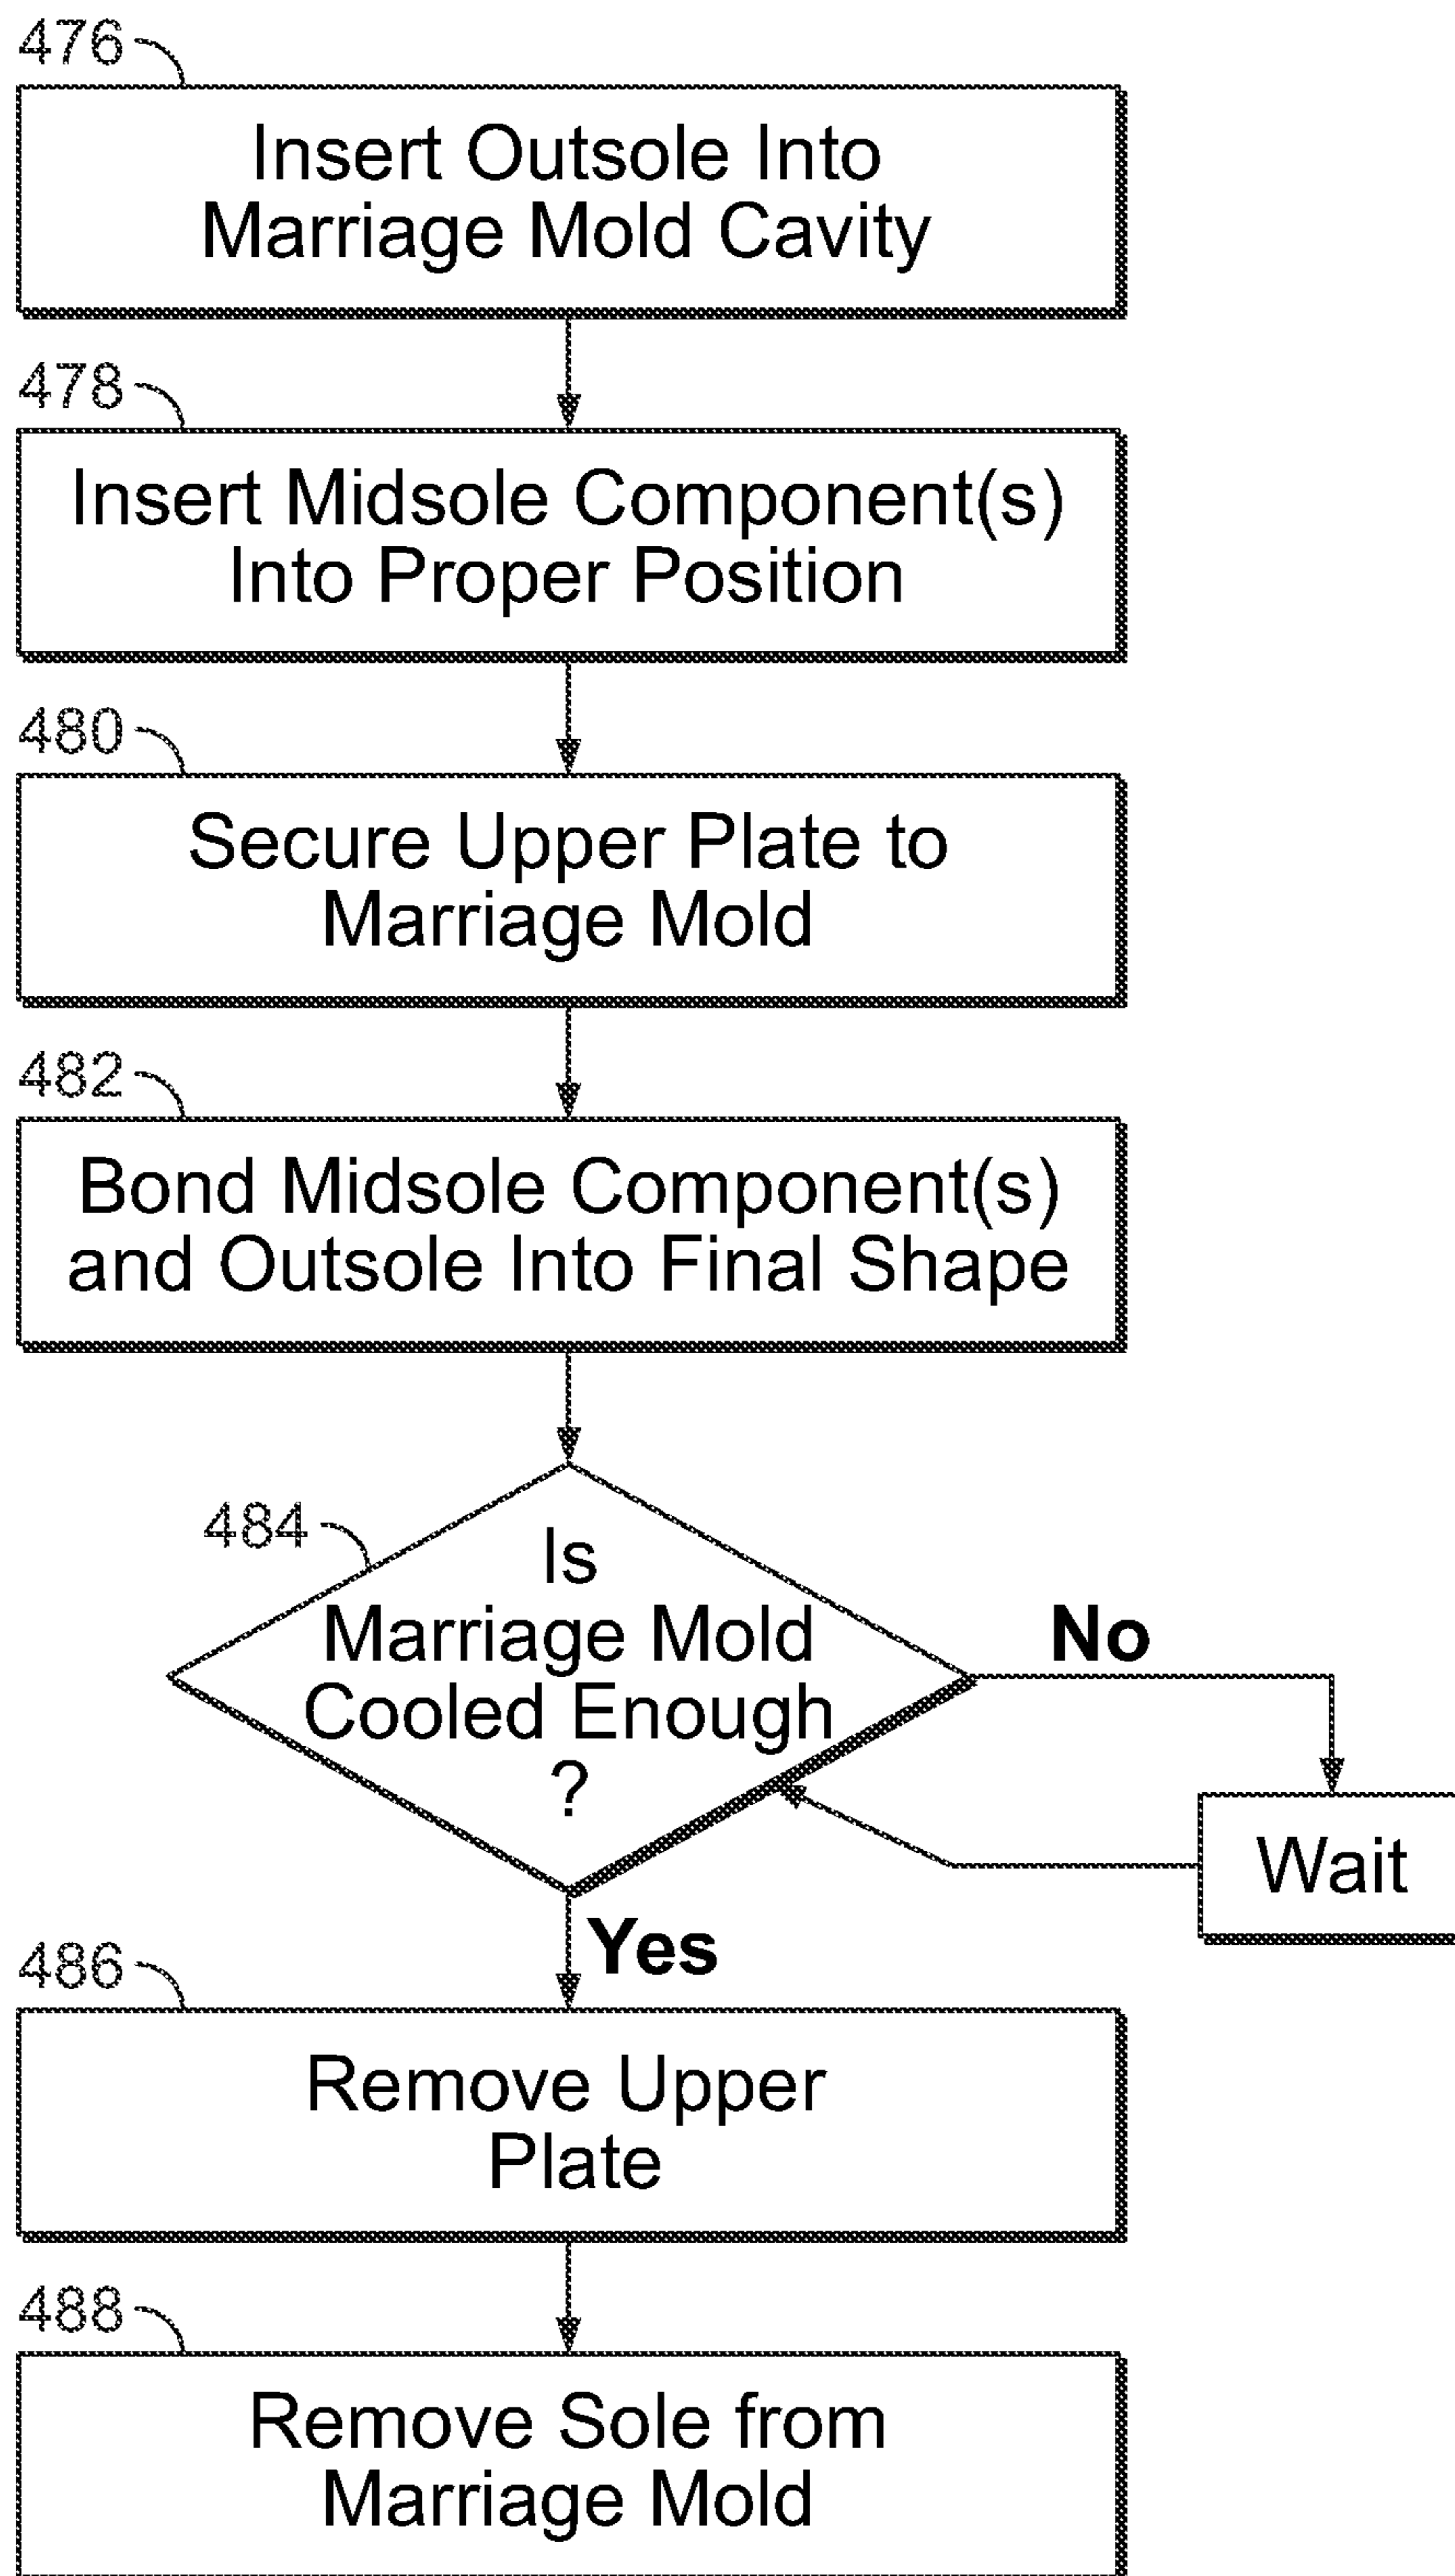 476
Insert Outsole Into
Marriage Mold Cavity
478
Insert Midsole Component(s)
Into Proper Position
480
Secure Upper Plate to
Marriage Mold
482
Bond Midsole Component(s)
and Outsole Into Final Shape
484
Is
Marriage Mold
Cooled Enough
?
No
Wait
Yes
486
Remove Upper
Plate
488
Remove Sole from
Marriage Mold